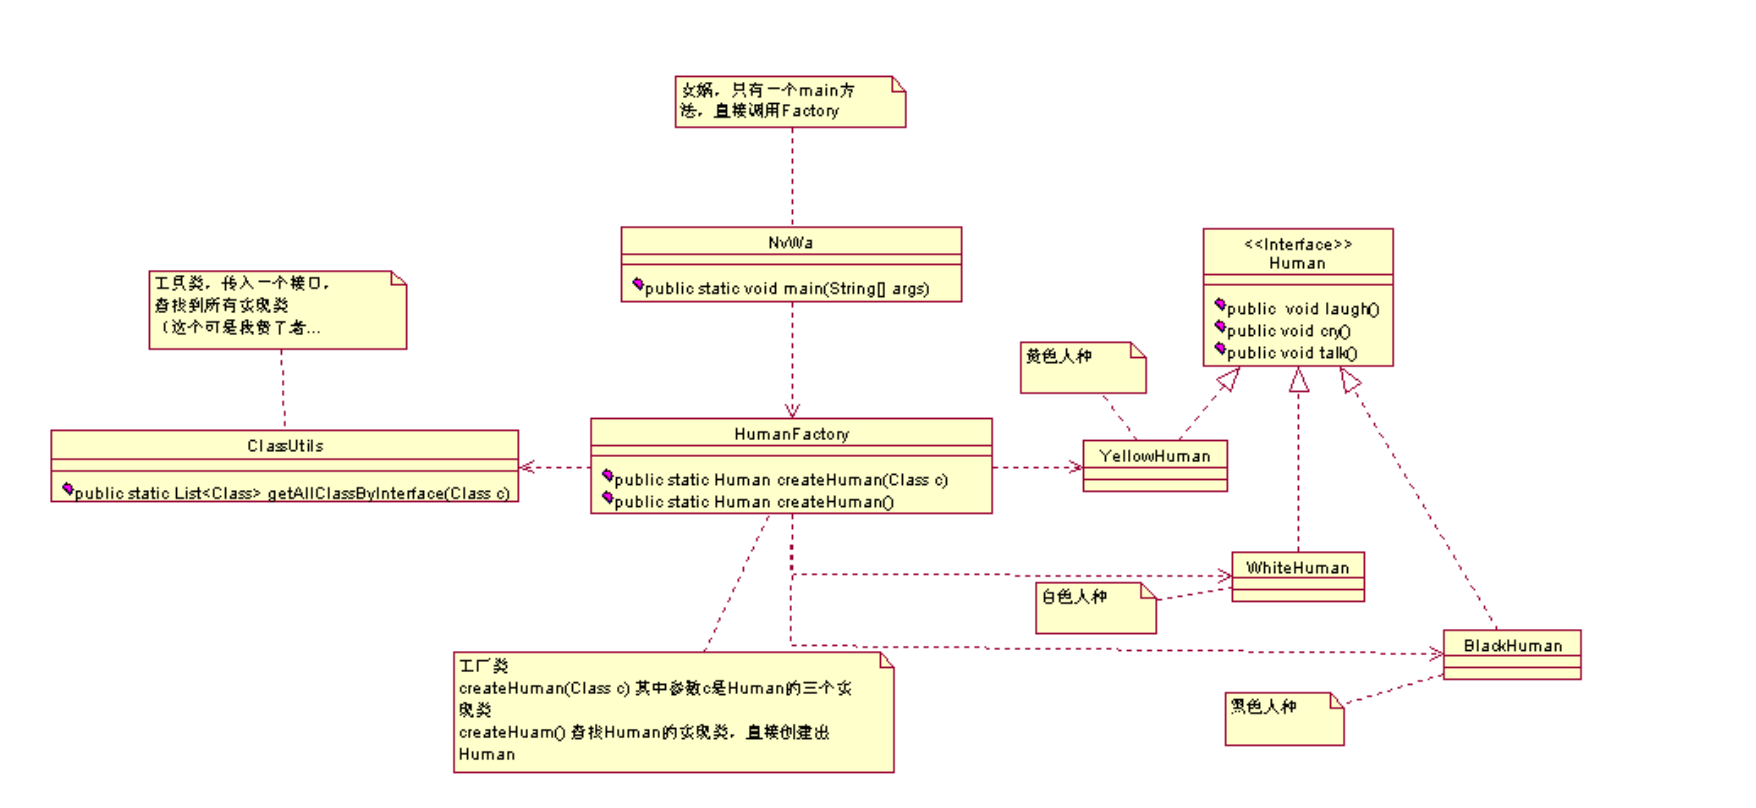 女娲，只有一个main方
法，直接调用Factory
NvWa
public static void main(String[] args)
<<Interface>>
Human
public  void laugh()
public void cry()
public void talk()
工具类，传入一个接口，
查找到所有实现类
（这个可是我费了老...
黄色人种
ClassUtils
public static List<Class> getAllClassByInterface(Class c)
HumanFactory
public static Human createHuman(Class c)
public static Human createHuman()
YellowHuman
WhiteHuman
白色人种
BlackHuman
黑色人种
工厂类
createHuman(Class c) 其中参数c是Human的三个实
现类
createHuam() 查找Human的实现类，直接创建出
Human